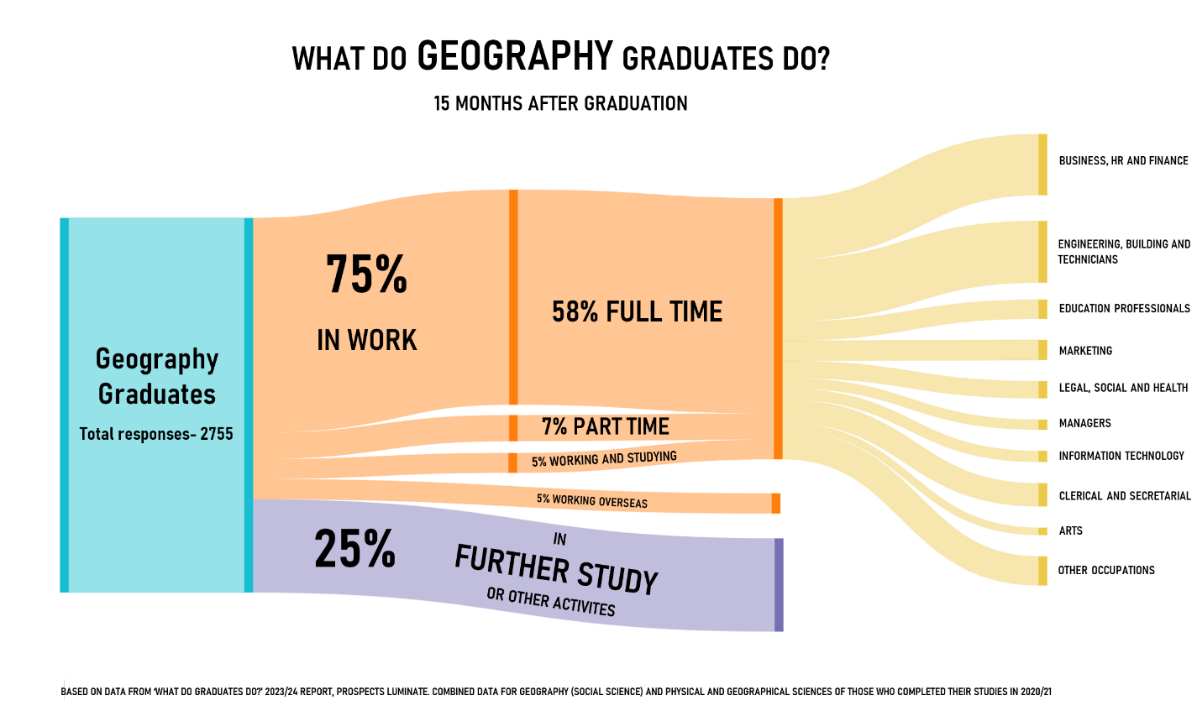 WHAT DO GEOGRAPHY GRADUATES DO?
15 MONTHS AFTER GRADUATION
Geography
Graduates
Total responses- 2755
75%
IN WORK
58% FULL TIME
7% PART TIME
5% WORKING AND STUDYING
5% WORKING OVERSEAS
25%
IN
FURTHER STUDY
OR OTHER ACTIVITES
BUSINESS, HR AND FINANCE
ENGINEERING, BUILDING AND
TECHNICIANS
EDUCATION PROFESSIONALS
MARKETING
LEGAL, SOCIAL AND HEALTH
MANAGERS
INFORMATION TECHNOLOGY
CLERICAL AND SECRETARIAL
ARTS
OTHER OCCUPATIONS
BASED ON DATA FROM 'WHAT DO GRADUATES DO?' 2023/24 REPORT, PROSPECTS LUMINATE. COMBINED DATA FOR GEOGRAPHY (SOCIAL SCIENCE) AND PHYSICAL AND GEOGRAPHICAL SCIENCES OF THOSE WHO COMPLETED THEIR STUDIES IN 2020/21